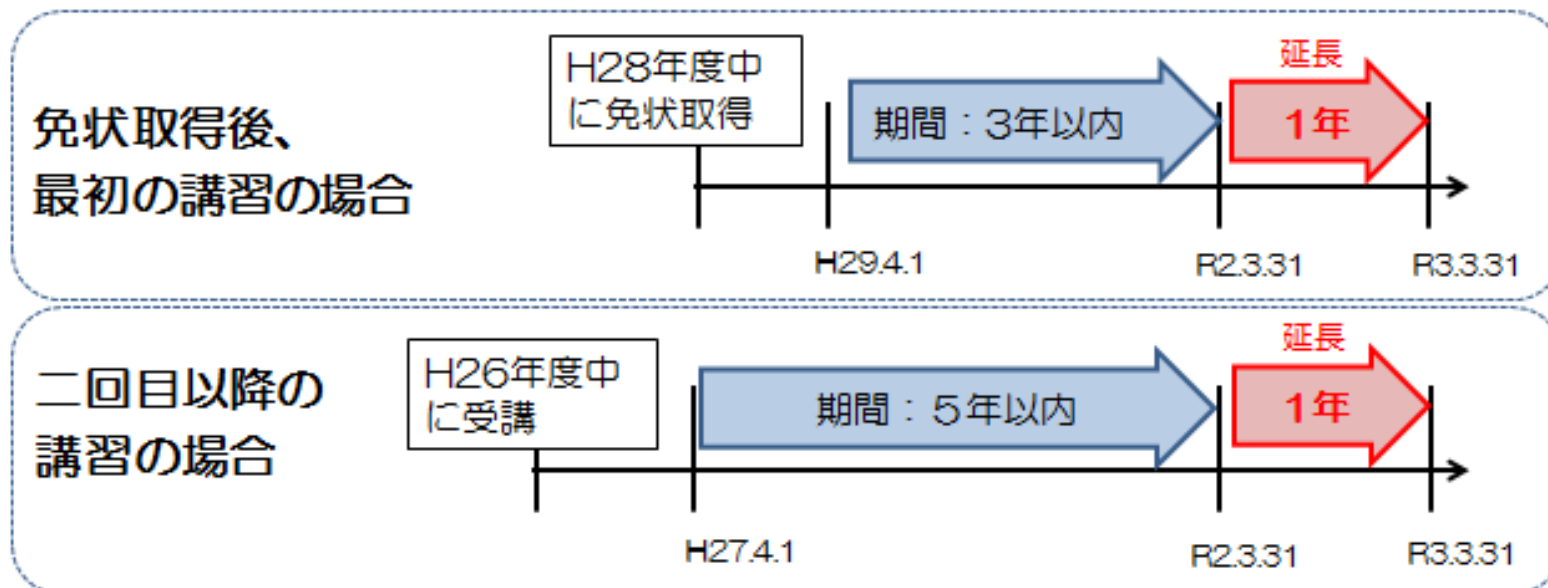 免状取得後、
最初の講習の場合
H28年度中
に免状取得
期間：3年以内
延長
1年
H29.4.1
R2.3.31
R3.3.31
二回目以降の
講習の場合
H26年度中
に受講
期間：5年以内
延長
1年
H27.4.1
R2.3.31
R3.3.31